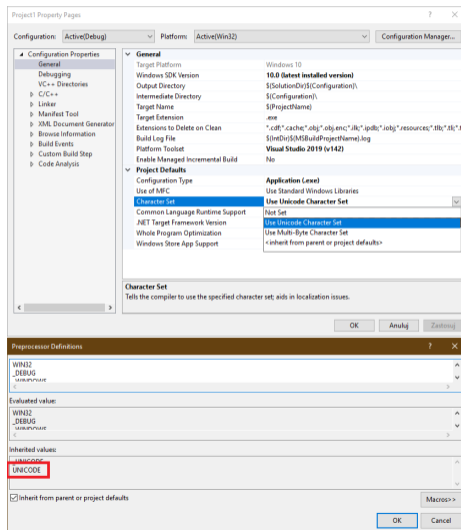 Project1 Property Pages
? ×
Configuration: Active(Debug) Platform: Active(Win32) Configuration Manager...
Configuration Properties
General
Debugging
VC++ Directories
C/C++
Linker
Manifest Tool
XML Document Generator
Browse Information
Build Events
Custom Build Step
Code Analysis
General
Target Platform Windows 10
Windows SDK Version 10.0 (latest installed version)
Output Directory $(SolutionDir)$(Configuration)\
Intermediate Directory $(Configuration)\
Target Name $(ProjectName)
Target Extension .exe
Extensions to Delete on Clean *.cdf;*.cache;*.obj;*.obj.enc;*.ilk;*.ipdb;*.iobj;*.resources;*.tlb;*.tli;*.t
Build Log File $(IntDir)$(MSBuildProjectName).log
Platform Toolset Visual Studio 2019 (v142)
Enable Managed Incremental Build No
Project Defaults
Configuration Type Application (.exe)
Use of MFC Use Standard Windows Libraries
Character Set Use Unicode Character Set
Common Language Runtime Support Not Set
.NET Target Framework Version Use Unicode Character Set
Whole Program Optimization Use Multi-Byte Character Set
Windows Store App Support <inherit from parent or project defaults>
Character Set
Tells the compiler to use the specified character set; aids in localization issues.
OK Anuluj Zastosuj
Preprocessor Definitions
? ×
WIN32
_DEBUG
_WINDOWS
Evaluated value:
WIN32
_DEBUG
_WINDOWS
Inherited values:
_UNICODE
UNICODE
Inherit from parent or project defaults
Macros>>
OK Cancel